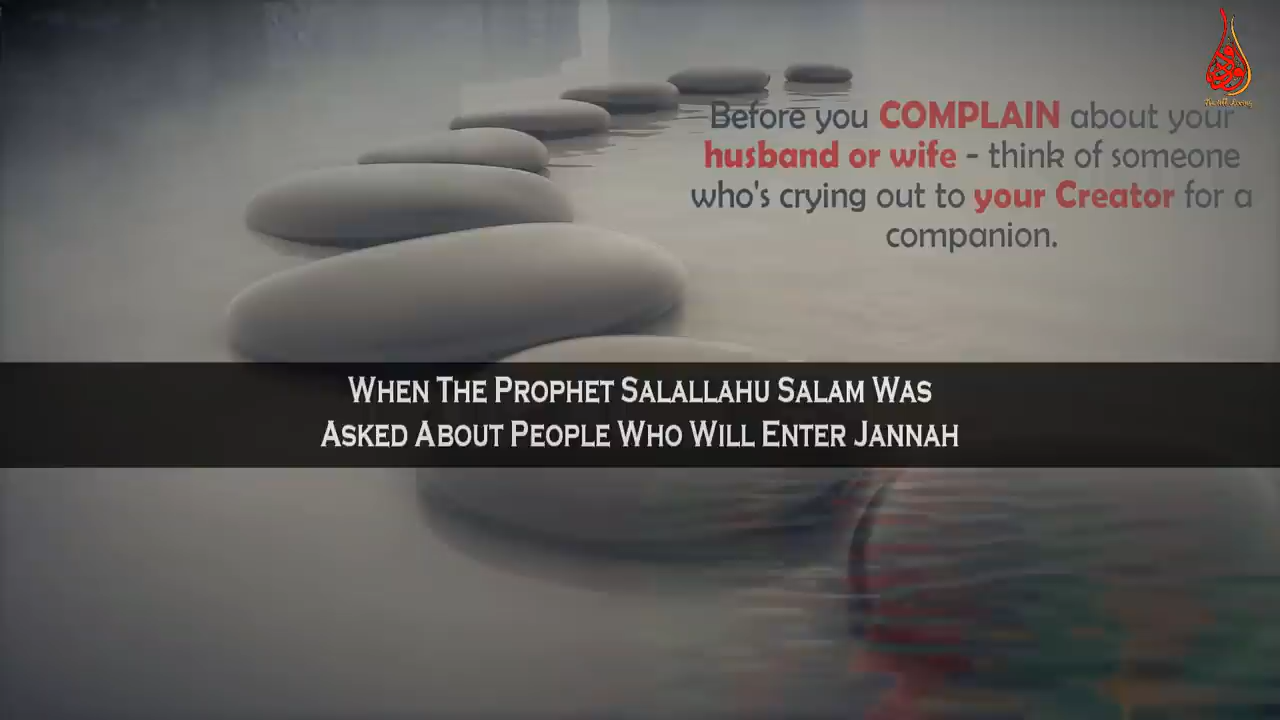 Before you COMPLAIN about your
husband or wife - think of someone
who's crying out to your Creator for a
companion.
When The Prophet Salallahu Salam Was
Asked About People Who Will Enter Jannah